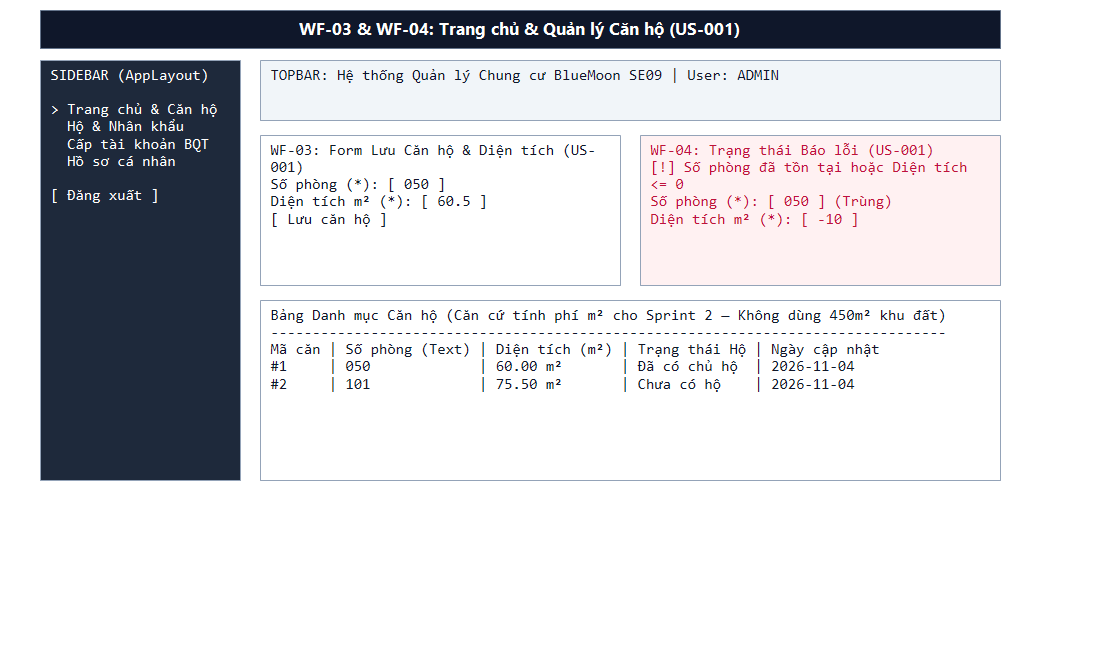 WF-03 & WF-04: Trang chủ & Quản lý Căn hộ (US-001)
SIDEBAR (AppLayout)
> Trang chủ & Căn hộ
Hộ & Nhân khẩu
Cấp tài khoản BQT
Hồ sơ cá nhân
[ Đăng xuất ]
TOPBAR: Hệ thống Quản lý Chung cư BlueMoon SE09 | User: ADMIN
WF-03: Form Lưu Căn hộ & Diện tích (US-
001)
Số phòng (*): [ 050 ]
Diện tích m² (*): [ 60.5 ]
[ Lưu căn hộ ]
WF-04: Trạng thái Báo lỗi (US-001)
[!] Số phòng đã tồn tại hoặc Diện tích
<= 0
Số phòng (*): [ 050 ] (Trùng)
Diện tích m² (*): [ -10 ]
Bảng Danh mục Căn hộ (Căn cứ tính phí m² cho Sprint 2 — Không dùng 450m² khu đất)
---------------------------------------------------------------------------------
Mã căn | Số phòng (Text) | Diện tích (m²) | Trạng thái Hộ | Ngày cập nhật
#1 | 050 | 60.00 m² | Đã có chủ hộ | 2026-11-04
#2 | 101 | 75.50 m² | Chưa có hộ | 2026-11-04